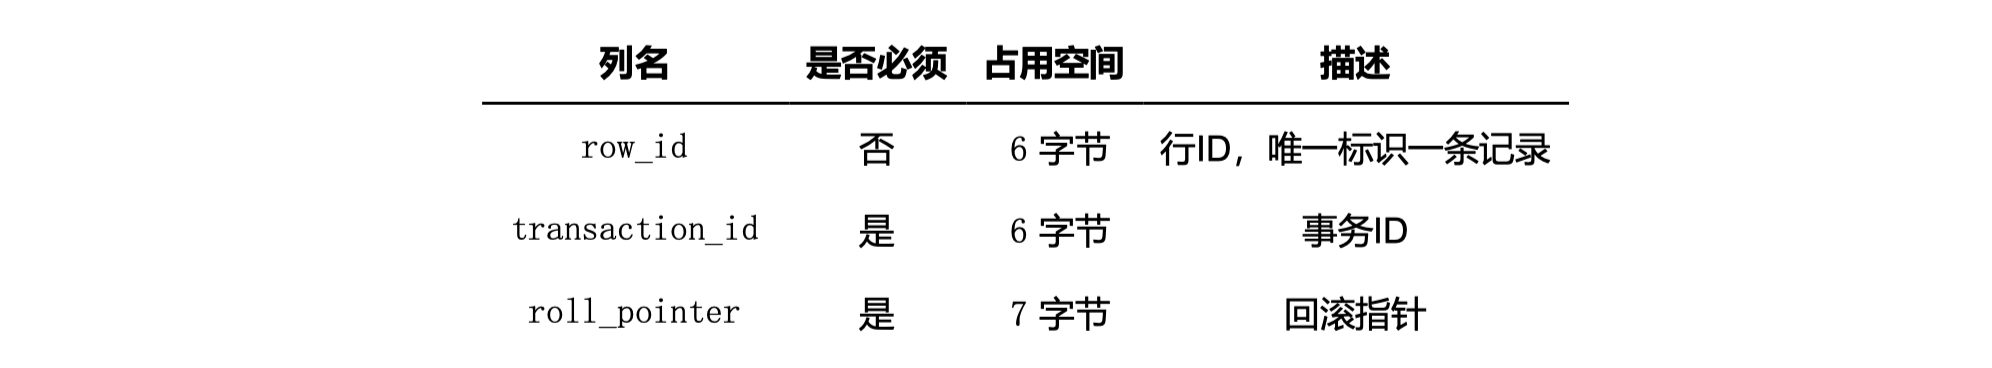 列名 是否必须 占用空间 描述
row_id 否 6 字节 行ID，唯一标识一条记录
transaction_id 是 6 字节 事务ID
roll_pointer 是 7 字节 回滚指针